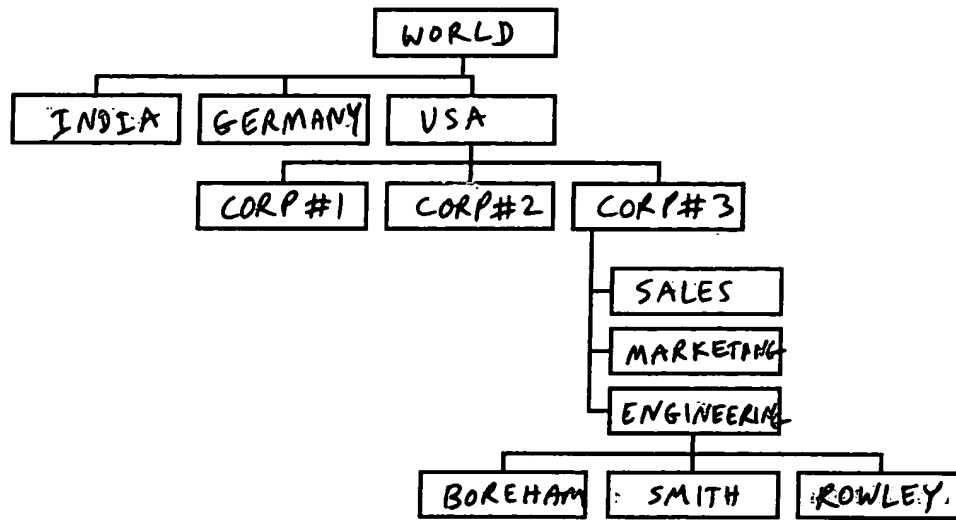 WORLD
INDIA GERMANY USA
CORP #1 CORP #2 CORP #3
SALES
MARKETING
ENGINEERING
BOREHAM SMITH ROWLEY